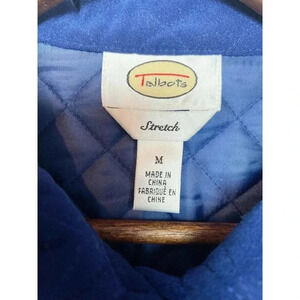 Talbots
Stretch
M
MADE IN
CHINA
FABRIQUÉ EN
CHINE